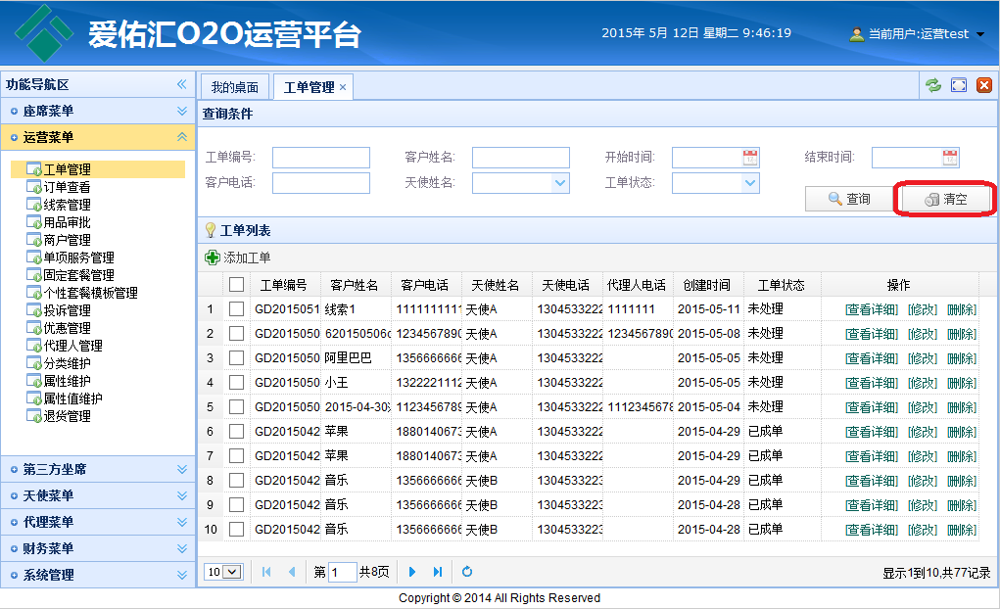 爱佑汇O2O运营平台
2015年 5月 12日 星期二 9:46:19
当前用户:运营test
功能导航区
座席菜单
运营菜单
工单管理
订单查看
线索管理
用品审批
商户管理
单项服务管理
固定套餐管理
个性套餐模板管理
投诉管理
优惠管理
代理人管理
分类维护
属性维护
属性值维护
退货管理
第三方坐席
天使菜单
代理菜单
财务菜单
系统管理
我的桌面 工单管理
查询条件
工单编号: 客户姓名: 开始时间: 结束时间:
客户电话: 天使姓名: 工单状态:
查询 清空
工单列表
添加工单
工单编号 客户姓名 客户电话 天使姓名 天使电话 代理人电话 创建时间 工单状态 操作
1 GD2015051 线索1 1111111111 天使A 1304533222 1111111 2015-05-11 未处理 [查看详细] [修改] [删除]
2 GD2015050 620150506 1234567890 天使A 1304533222 1234567890 2015-05-08 未处理 [查看详细] [修改] [删除]
3 GD2015050 阿里巴巴 1356666666 天使A 1304533222 2015-05-05 未处理 [查看详细] [修改] [删除]
4 GD2015050 小王 1322221112 天使A 1304533222 2015-05-05 未处理 [查看详细] [修改] [删除]
5 GD2015050 2015-04-30 1123456789 天使A 1304533222 1112345678 2015-05-04 未处理 [查看详细] [修改] [删除]
6 GD2015042 苹果 1880140673 天使A 1304533222 2015-04-29 已成单 [查看详细] [修改] [删除]
7 GD2015042 苹果 1880140673 天使A 1304533222 2015-04-29 已成单 [查看详细] [修改] [删除]
8 GD2015042 音乐 1356666666 天使B 1304533223 2015-04-29 已成单 [查看详细] [修改] [删除]
9 GD2015042 音乐 1356666666 天使B 1304533223 2015-04-28 已成单 [查看详细] [修改] [删除]
10 GD2015042 音乐 1356666666 天使B 1304533223 2015-04-28 已成单 [查看详细] [修改] [删除]
10 第 1 共8页 显示1到10,共77记录
Copyright © 2014 All Rights Reserved